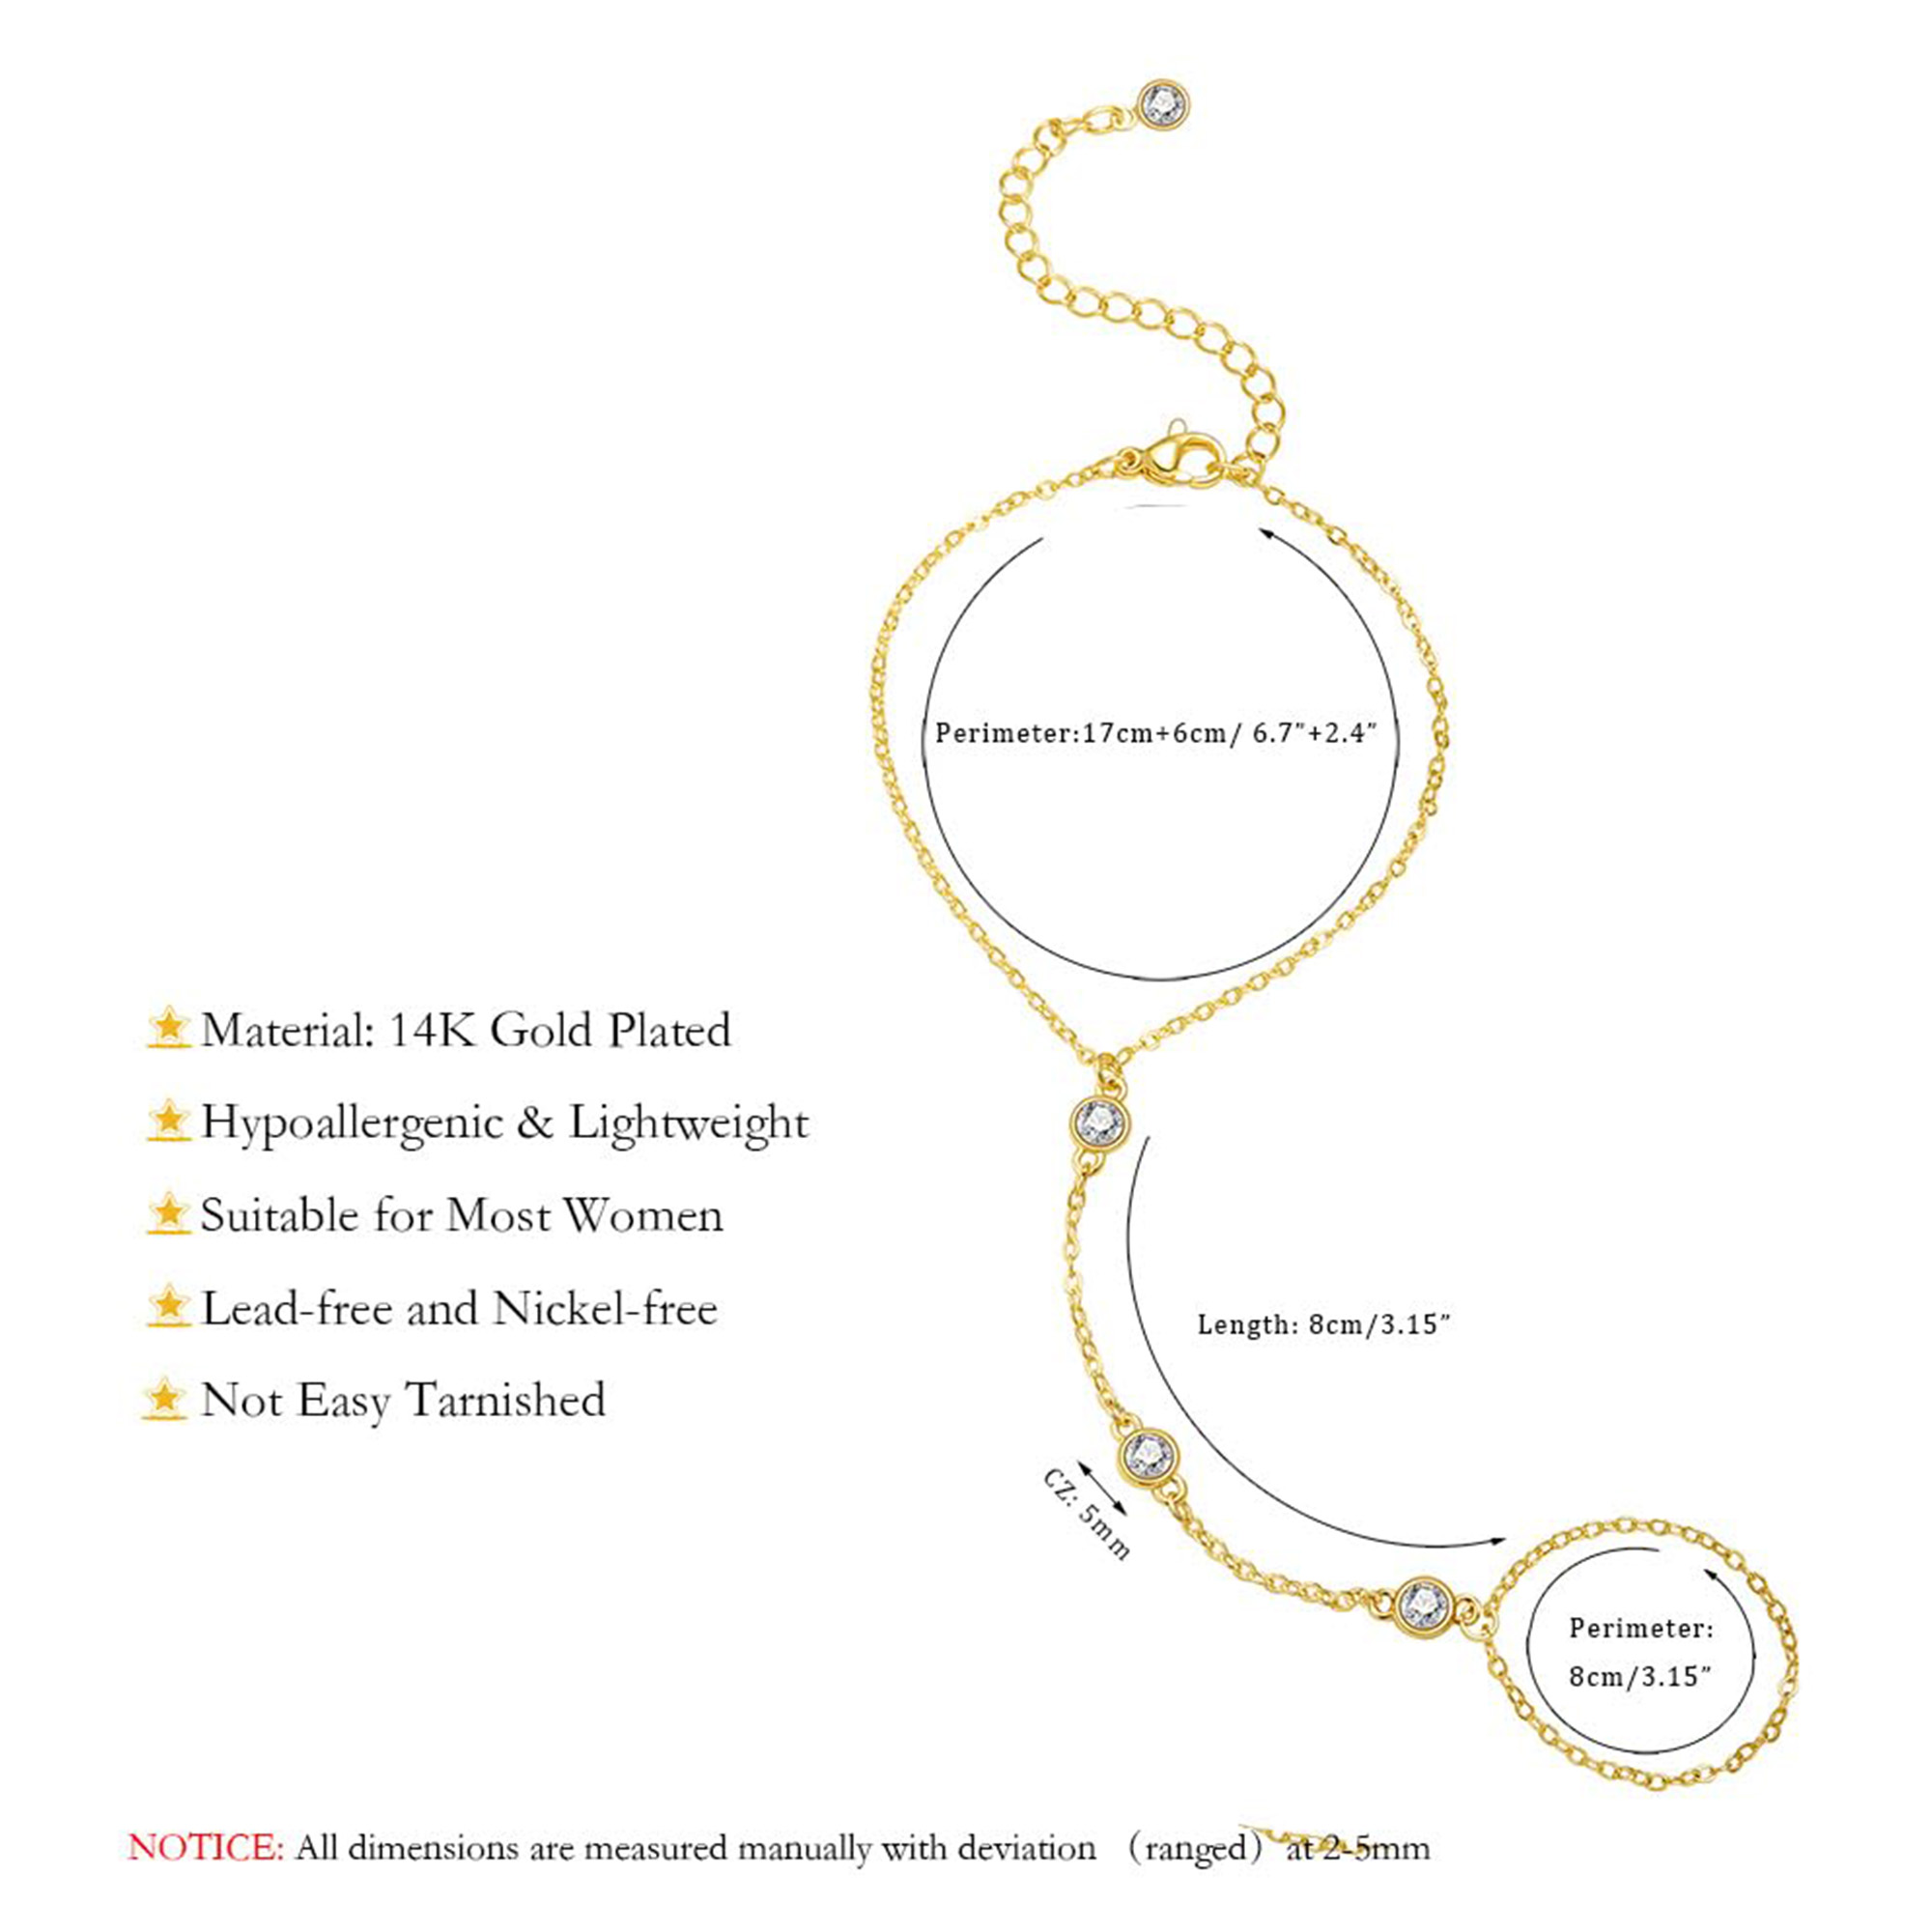 Perimeter:17cm+6cm/ 6.7"+2.4"
Material: 14K Gold Plated
Hypoallergenic & Lightweight
Suitable for Most Women
Lead-free and Nickel-free
Not Easy Tarnished
Length: 8cm/3.15"
CZ: 5mm
Perimeter:
8cm/3.15"
NOTICE: All dimensions are measured manually with deviation （ranged）at 2-5mm